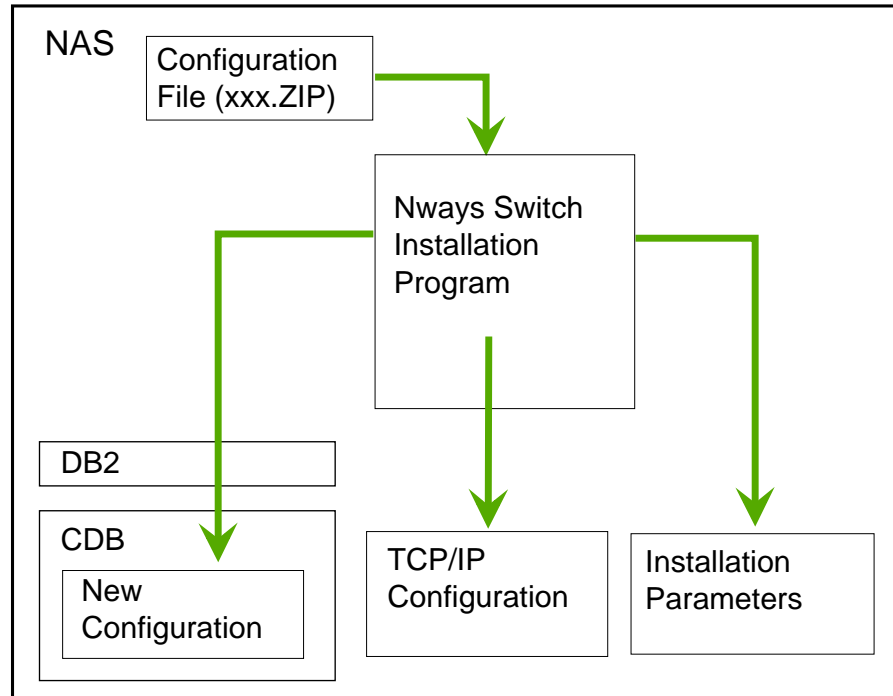 NAS
Configuration
File (xxx.ZIP)
Nways Switch
Installation
Program
DB2
CDB
New
Configuration
TCP/IP
Configuration
Installation
Parameters